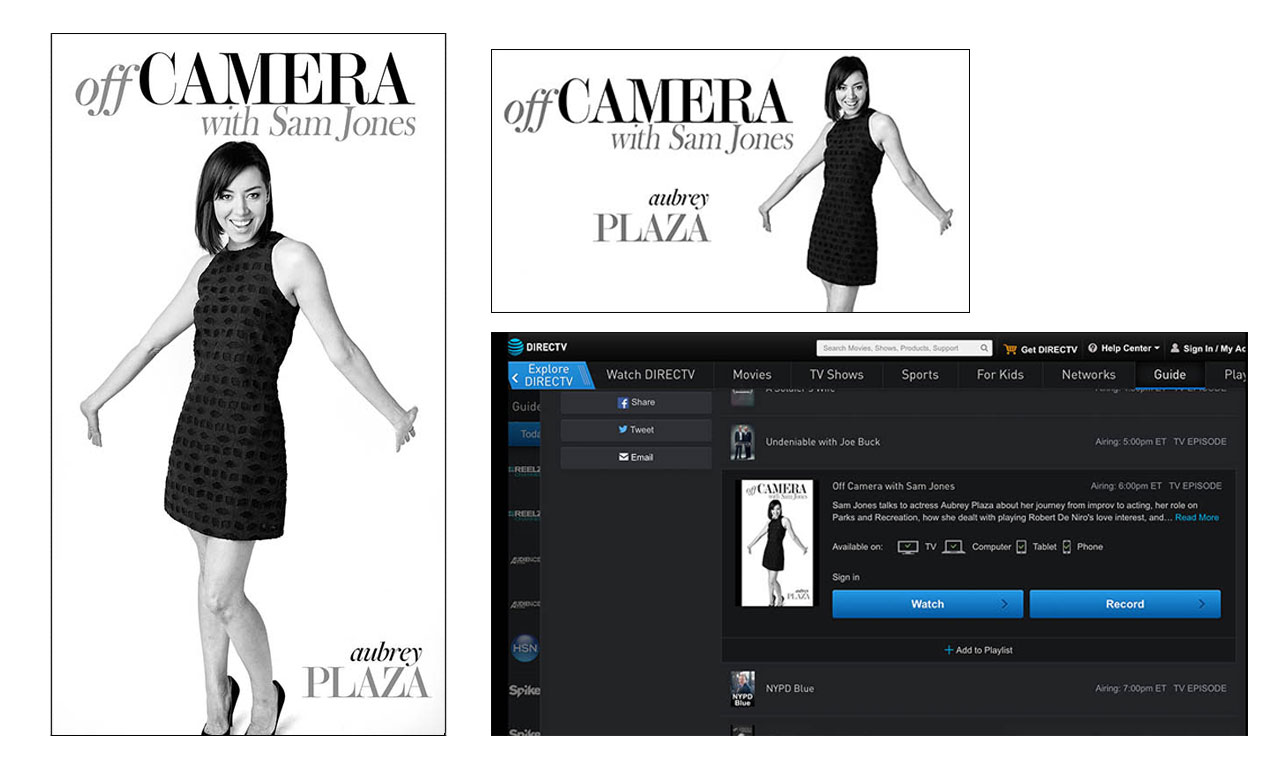 off CAMERA
with Sam Jones
aubrey
PLAZA
off CAMERA
with Sam Jones
aubrey
PLAZA
DIRECTV
Search Movies, Shows, Products, Support
Get DIRECTV
Help Center
Sign In / My Ac
Explore
DIRECTV
Watch DIRECTV
Movies
TV Shows
Sports
For Kids
Networks
Guide
Play
Guide
Toda
REELZ
REELZ
AUDIENCE
AUDIENCE
HSN
Spike
Spike
Share
Tweet
Email
A Soldier's Wife
Undeniable with Joe Buck
Airing: 5:00pm ET TV EPISODE
off CAMERA
with Sam Jones
aubrey
PLAZA
Off Camera with Sam Jones
Airing: 6:00pm ET TV EPISODE
Sam Jones talks to actress Aubrey Plaza about her journey from improv to acting, her role on
Parks and Recreation, how she dealt with playing Robert De Niro's love interest, and... Read More
Available on: TV Computer Tablet Phone
Sign in
Watch
Record
Add to Playlist
NYPD
Blue
NYPD Blue
Airing: 7:00pm ET TV EPISODE